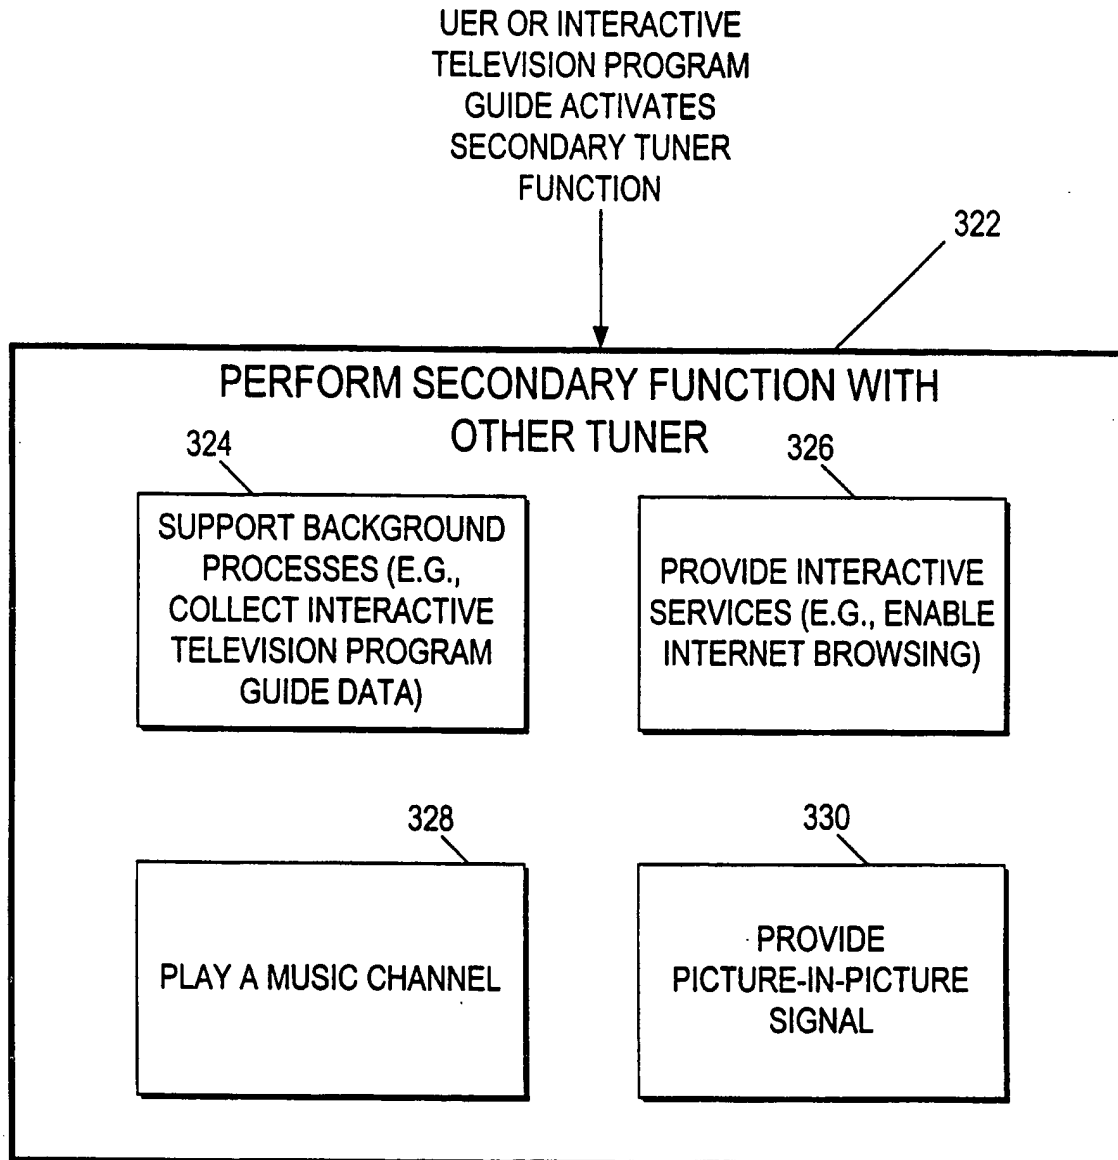 UER OR INTERACTIVE
TELEVISION PROGRAM
GUIDE ACTIVATES
SECONDARY TUNER
FUNCTION
322
PERFORM SECONDARY FUNCTION WITH
OTHER TUNER
324
SUPPORT BACKGROUND
PROCESSES (E.G.,
COLLECT INTERACTIVE
TELEVISION PROGRAM
GUIDE DATA)
326
PROVIDE INTERACTIVE
SERVICES (E.G., ENABLE
INTERNET BROWSING)
328
PLAY A MUSIC CHANNEL
330
PROVIDE
PICTURE-IN-PICTURE
SIGNAL